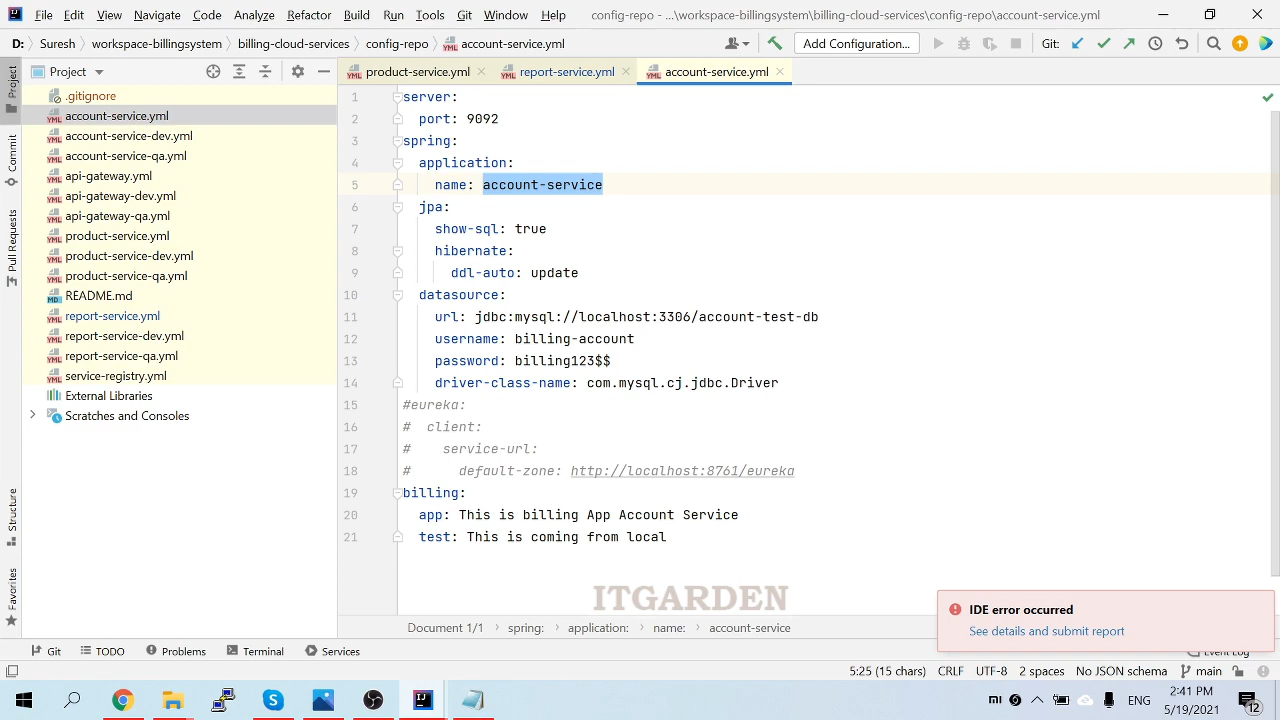 File Edit View Navigate Code Analyze Refactor Build Run Tools Git Window Help config-repo - ...\workspace-billingsystem\billing-cloud-services\config-repo\account-service.yml
D: Suresh workspace-billingsystem billing-cloud-services config-repo account-service.yml Add Configuration... Git:
Project
product-service.yml report-service.yml account-service.yml
Project
Commit
Pull Requests
Structure
Favorites
.gitignore
account-service.yml
account-service-dev.yml
account-service-qa.yml
api-gateway.yml
api-gateway-dev.yml
api-gateway-qa.yml
product-service.yml
product-service-dev.yml
product-service-qa.yml
README.md
report-service.yml
report-service-dev.yml
report-service-qa.yml
service-registry.yml
External Libraries
Scratches and Consoles
1 server:
2 port: 9092
3 spring:
4 application:
5 name: account-service
6 jpa:
7 show-sql: true
8 hibernate:
9 ddl-auto: update
10 datasource:
11 url: jdbc:mysql://localhost:3306/account-test-db
12 username: billing-account
13 password: billing123$$
14 driver-class-name: com.mysql.cj.jdbc.Driver
15 #eureka:
16 # client:
17 # service-url:
18 # default-zone: http://localhost:8761/eureka
19 billing:
20 app: This is billing App Account Service
21 test: This is coming from local
ITGARDEN
IDE error occurred
See details and submit report
Document 1/1 spring: application: name: account-service
Git TODO Problems Terminal Services Event Log
5:25 (15 chars) CRLF UTF-8 2 spaces No JSON schema main
ENG
2:41 PM
5/19/2021
12